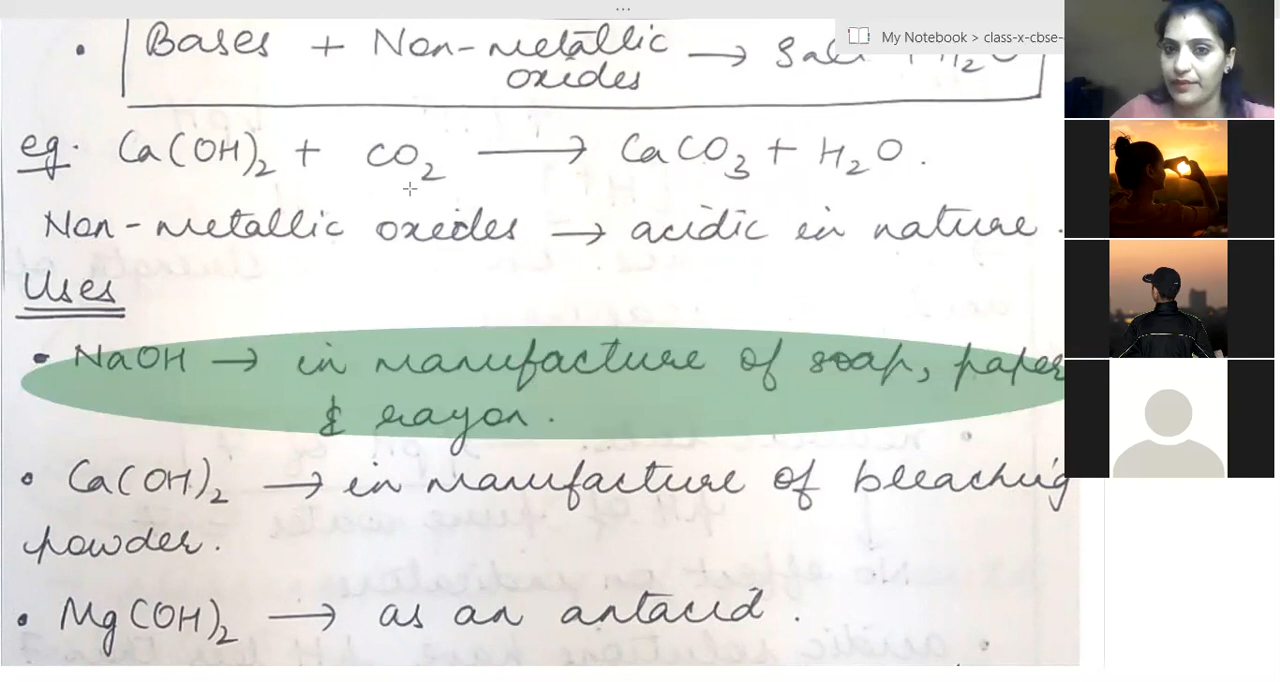 ...
My Notebook > class-x-cbse-
• Bases + Non-metallic → Salt + H₂O
oxides
eg. Ca(OH)₂ + CO₂ → CaCO₃ + H₂O.
Non-metallic oxides → acidic in nature.
Uses
• NaOH → in manufacture of soap, paper
& rayon.
• Ca(OH)₂ → in manufacture of bleaching
powder.
• Mg(OH)₂ → as an antacid.